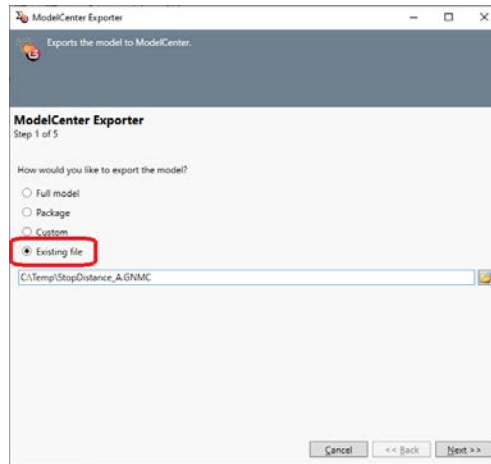 ModelCenter Exporter
Exports the model to ModelCenter.
ModelCenter Exporter
Step 1 of 5
How would you like to export the model?
Full model
Package
Custom
Existing file
C:\Temp\StopDistance_A.GNMC
Cancel
<< Back
Next >>